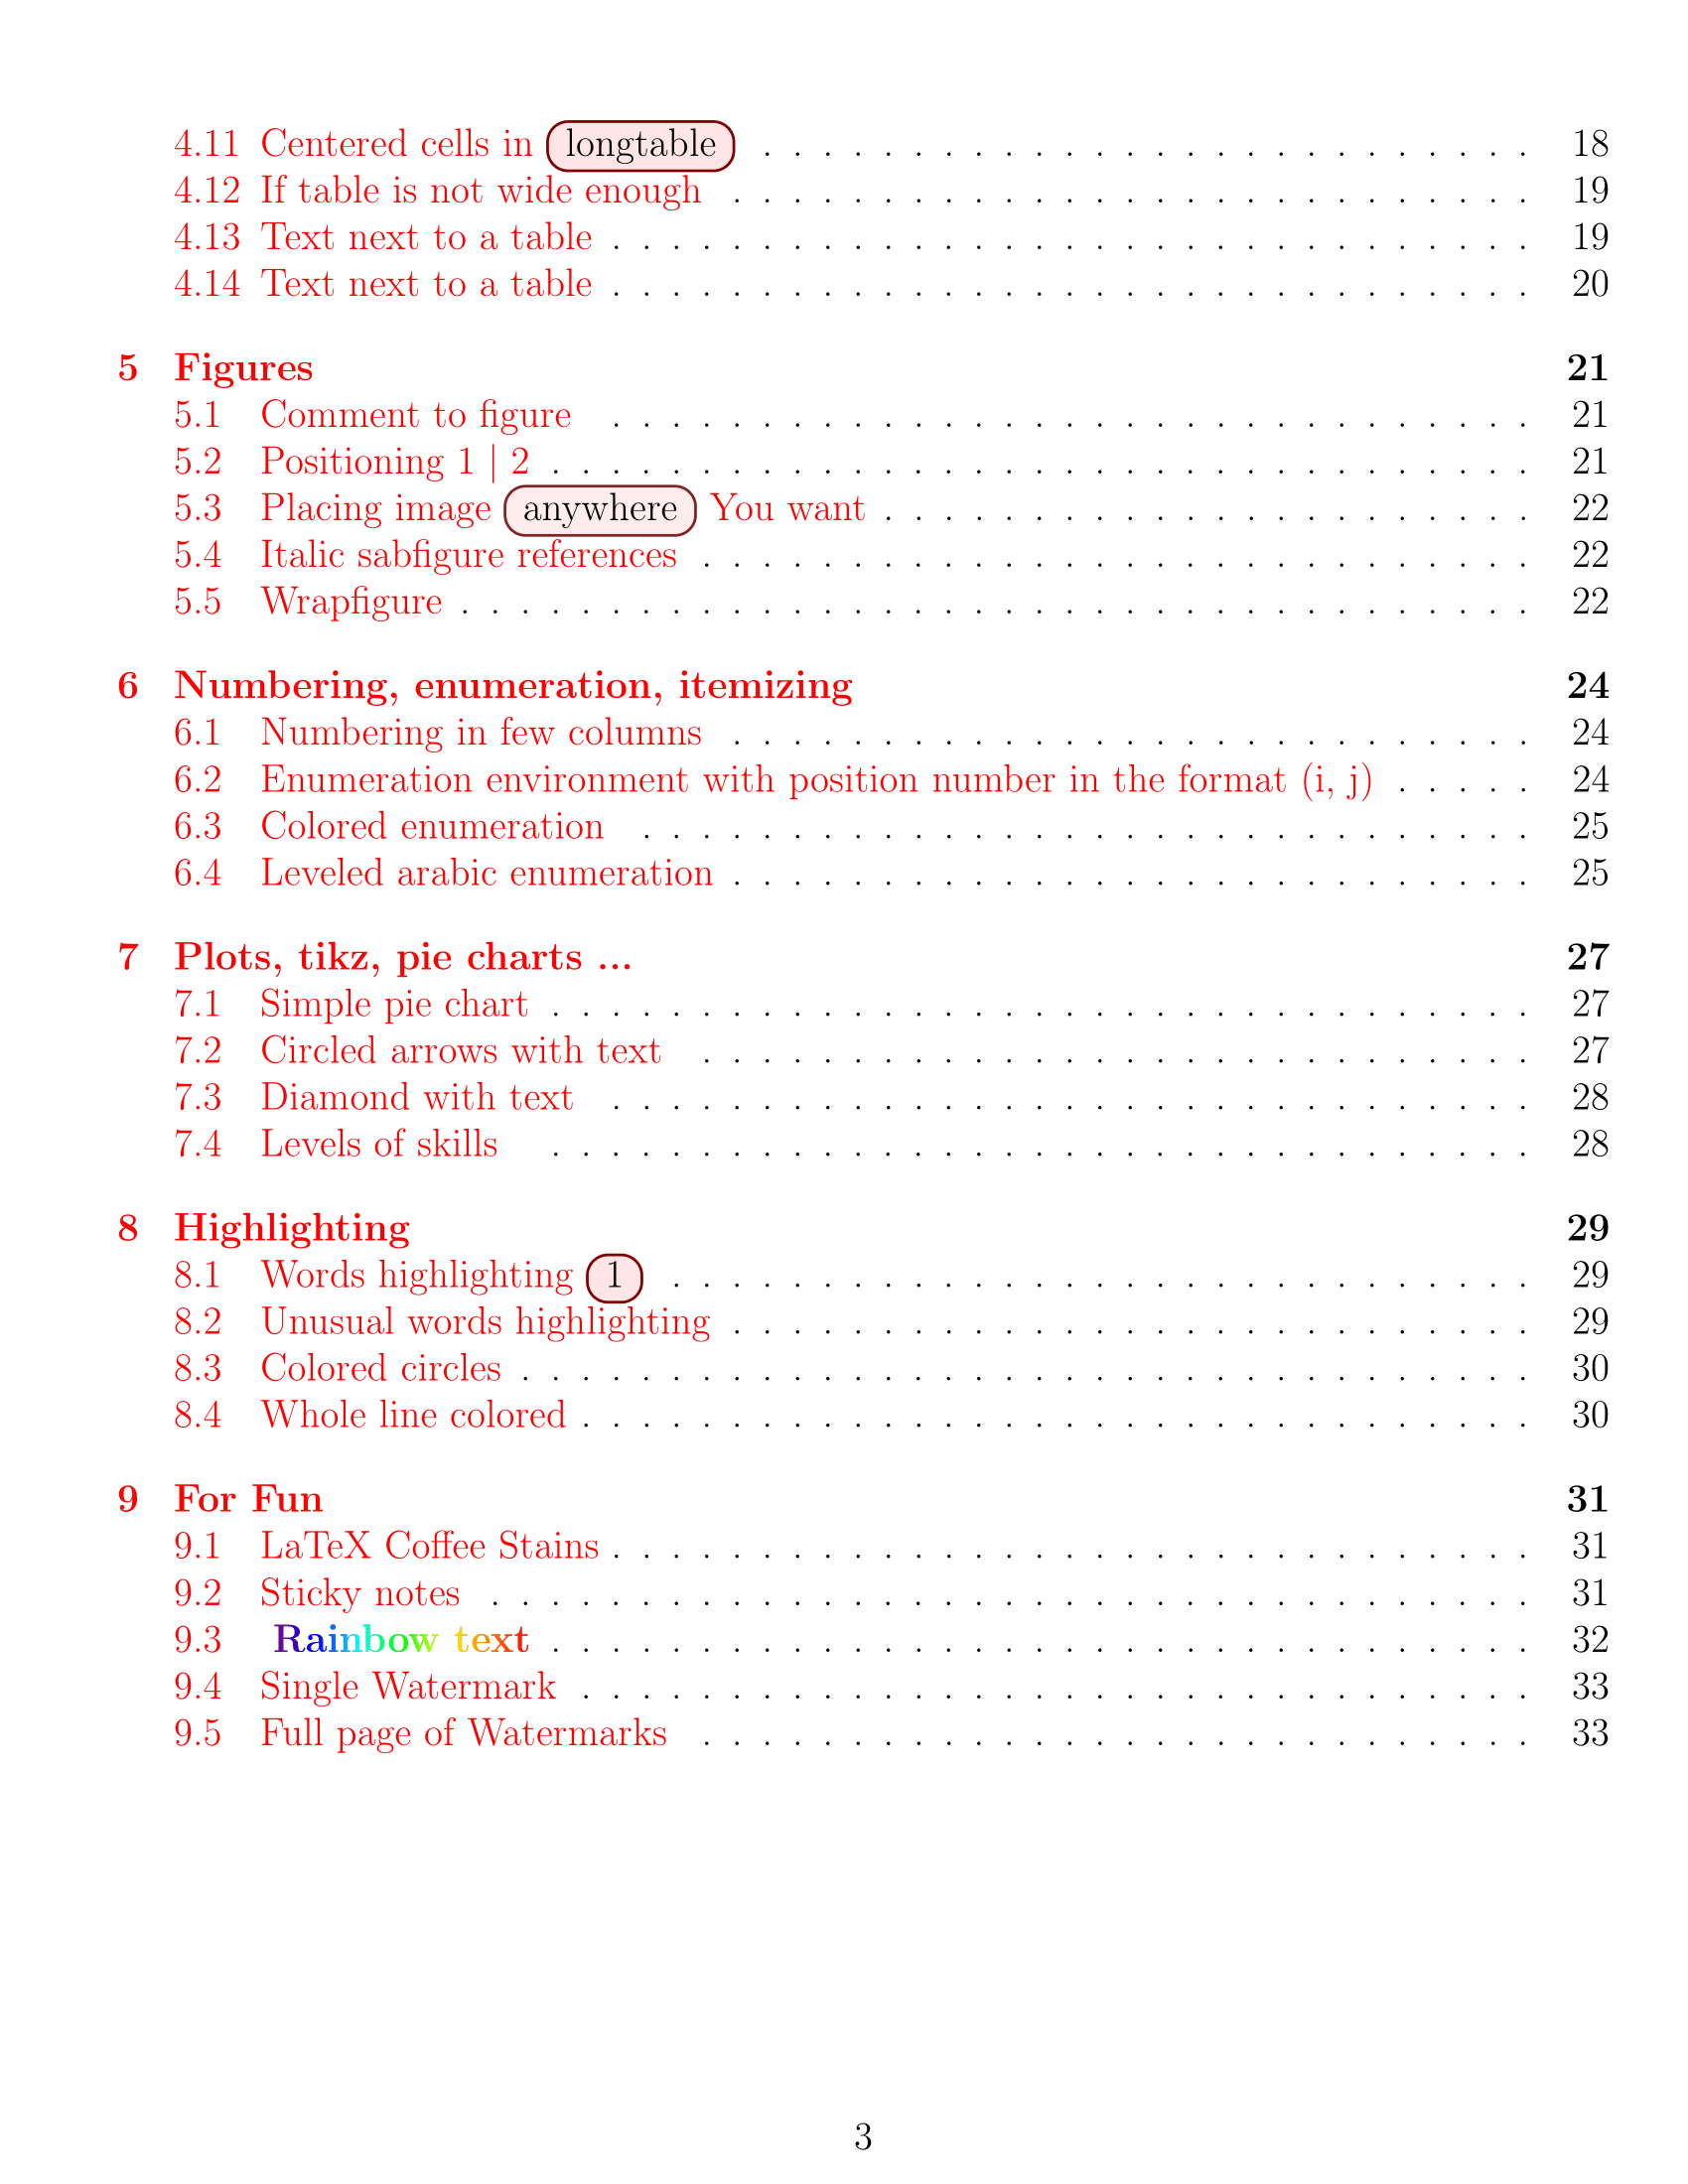 4.11 Centered cells in longtable . . . . . . . . . . . . . . . . . . . . . . . . . . 18
4.12 If table is not wide enough . . . . . . . . . . . . . . . . . . . . . . . . . . . 19
4.13 Text next to a table . . . . . . . . . . . . . . . . . . . . . . . . . . . . . . . 19
4.14 Text next to a table . . . . . . . . . . . . . . . . . . . . . . . . . . . . . . . 20
5 Figures 21
5.1 Comment to figure . . . . . . . . . . . . . . . . . . . . . . . . . . . . . . . 21
5.2 Positioning 1 | 2 . . . . . . . . . . . . . . . . . . . . . . . . . . . . . . . . . 21
5.3 Placing image anywhere You want . . . . . . . . . . . . . . . . . . . . . . 22
5.4 Italic sabfigure references . . . . . . . . . . . . . . . . . . . . . . . . . . . . 22
5.5 Wrapfigure . . . . . . . . . . . . . . . . . . . . . . . . . . . . . . . . . . . . 22
6 Numbering, enumeration, itemizing 24
6.1 Numbering in few columns . . . . . . . . . . . . . . . . . . . . . . . . . . . 24
6.2 Enumeration environment with position number in the format (i, j) . . . . . 24
6.3 Colored enumeration . . . . . . . . . . . . . . . . . . . . . . . . . . . . . . 25
6.4 Leveled arabic enumeration . . . . . . . . . . . . . . . . . . . . . . . . . . . 25
7 Plots, tikz, pie charts ... 27
7.1 Simple pie chart . . . . . . . . . . . . . . . . . . . . . . . . . . . . . . . . . 27
7.2 Circled arrows with text . . . . . . . . . . . . . . . . . . . . . . . . . . . . 27
7.3 Diamond with text . . . . . . . . . . . . . . . . . . . . . . . . . . . . . . . 28
7.4 Levels of skills . . . . . . . . . . . . . . . . . . . . . . . . . . . . . . . . . 28
8 Highlighting 29
8.1 Words highlighting 1 . . . . . . . . . . . . . . . . . . . . . . . . . . . . . 29
8.2 Unusual words highlighting . . . . . . . . . . . . . . . . . . . . . . . . . . . 29
8.3 Colored circles . . . . . . . . . . . . . . . . . . . . . . . . . . . . . . . . . . 30
8.4 Whole line colored . . . . . . . . . . . . . . . . . . . . . . . . . . . . . . . . 30
9 For Fun 31
9.1 LaTeX Coffee Stains . . . . . . . . . . . . . . . . . . . . . . . . . . . . . . . 31
9.2 Sticky notes . . . . . . . . . . . . . . . . . . . . . . . . . . . . . . . . . . . 31
9.3 Rainbow text . . . . . . . . . . . . . . . . . . . . . . . . . . . . . . . . . 32
9.4 Single Watermark . . . . . . . . . . . . . . . . . . . . . . . . . . . . . . . . 33
9.5 Full page of Watermarks . . . . . . . . . . . . . . . . . . . . . . . . . . . . 33
3